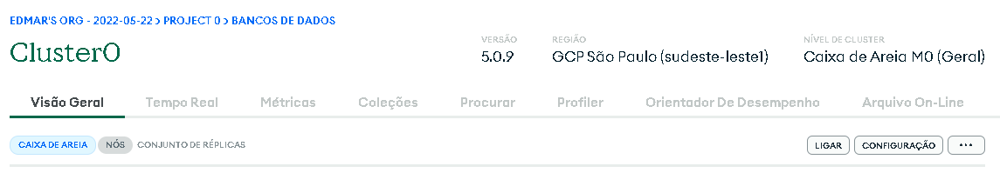 EDMAR'S ORG - 2022-05-22 > PROJECT 0 > BANCOS DE DADOS
Cluster0
VERSÃO REGIÃO NÍVEL DE CLUSTER
5.0.9 GCP São Paulo (sudeste-leste1) Caixa de Areia M0 (Geral)
Visão Geral Tempo Real Métricas Coleções Procurar Profiler Orientador De Desempenho Arquivo On-Line
CAIXA DE AREIA NÓS CONJUNTO DE RÉPLICAS LIGAR CONFIGURAÇÃO ...